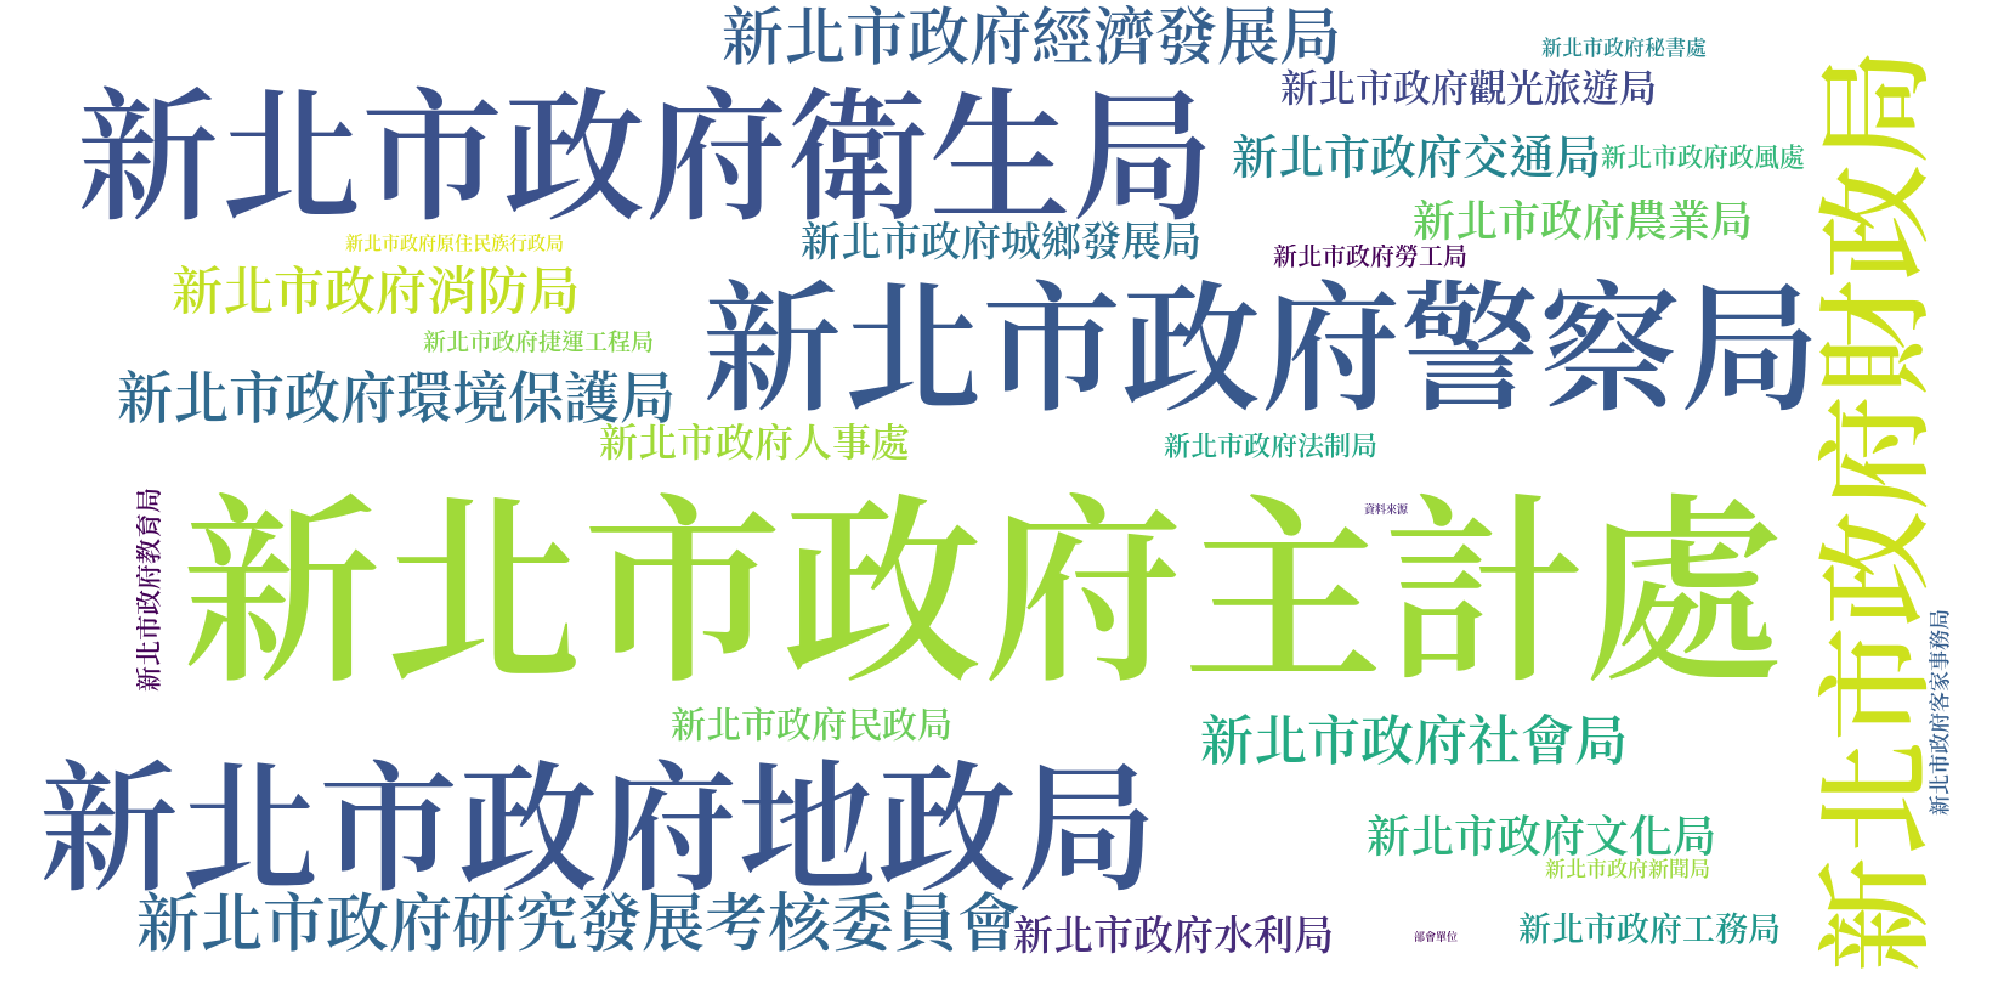 新北市政府經濟發展局
新北市政府秘書處
新北市政府觀光旅遊局
新北市政府衛生局
新北市政府交通局
新北市政府政風處
新北市政府財政局
新北市政府農業局
新北市政府原住民族行政局
新北市政府城鄉發展局
新北市政府勞工局
新北市政府消防局
新北市政府捷運工程局
新北市政府警察局
新北市政府環境保護局
新北市政府人事處
新北市政府法制局
新北市政府教育局
新北市政府主計處
資料來源
新北市政府客家事務局
新北市政府民政局
新北市政府社會局
新北市政府地政局
新北市政府文化局
新北市政府新聞局
新北市政府研究發展考核委員會
新北市政府水利局
部會單位
新北市政府工務局